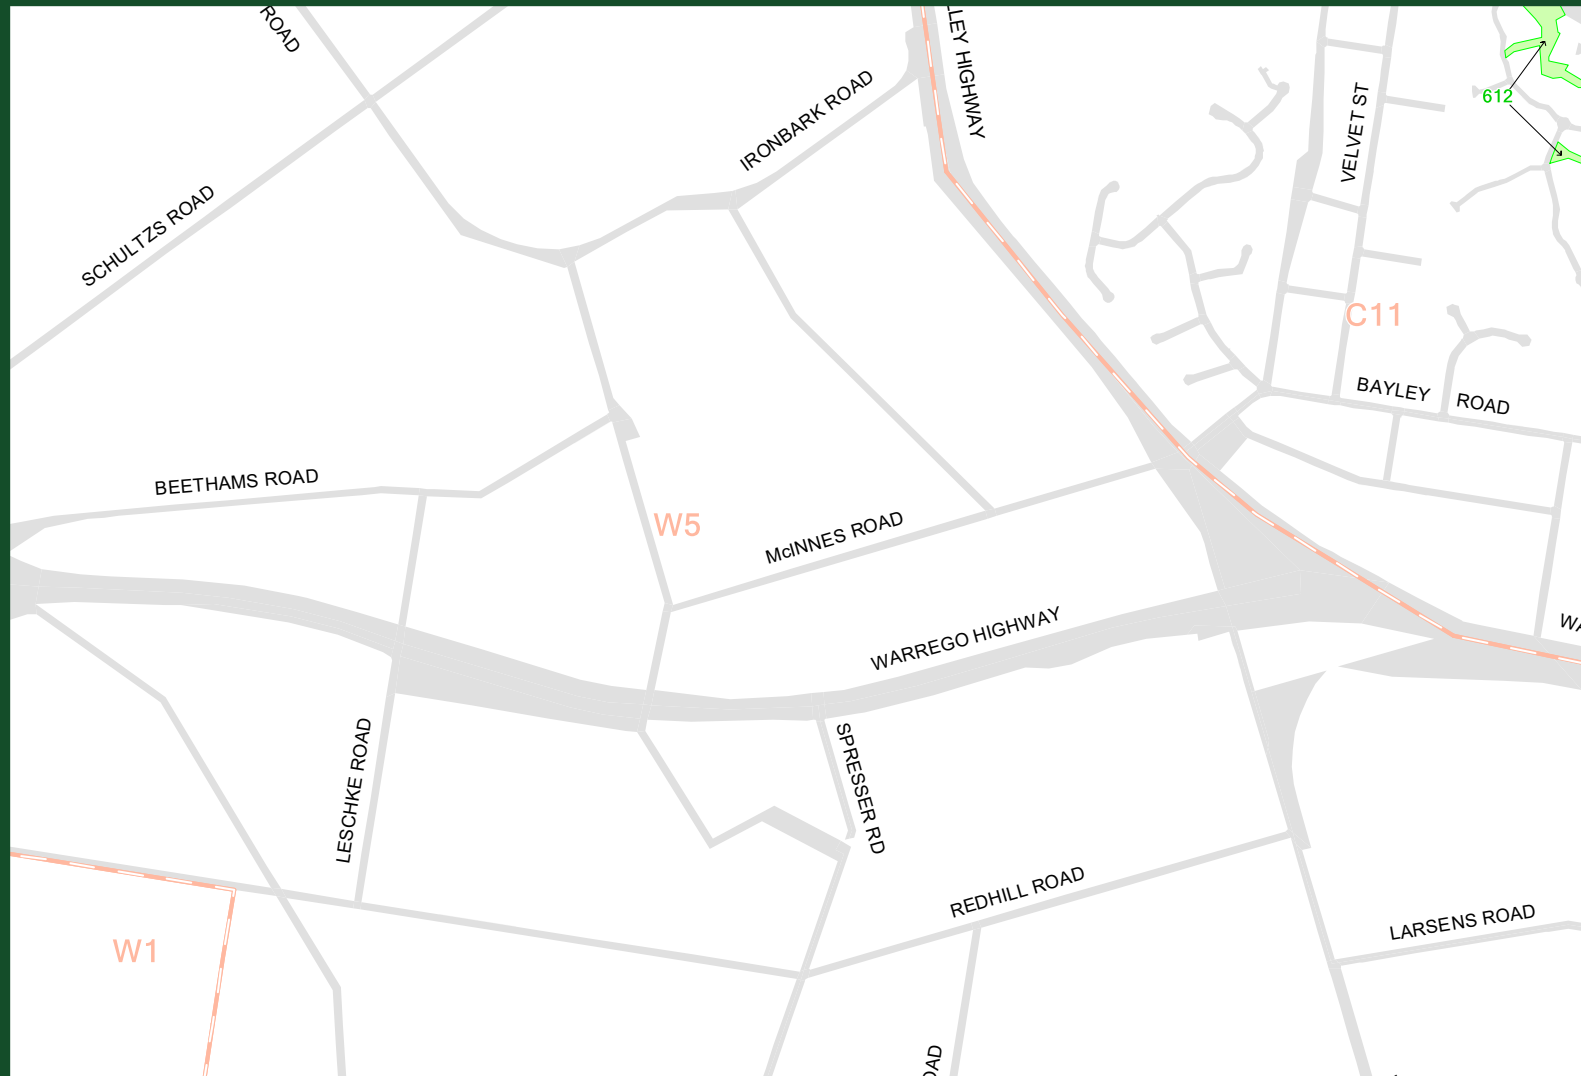 ROAD
LLEY HIGHWAY
IRONBARK ROAD
VELVET ST
612
SCHULTZS ROAD
C11
BAYLEY ROAD
BEETHAMS ROAD
W5
McINNES ROAD
WARREGO HIGHWAY
WA
LESCHKE ROAD
SPRESSER RD
REDHILL ROAD
LARSENS ROAD
W1
OAD